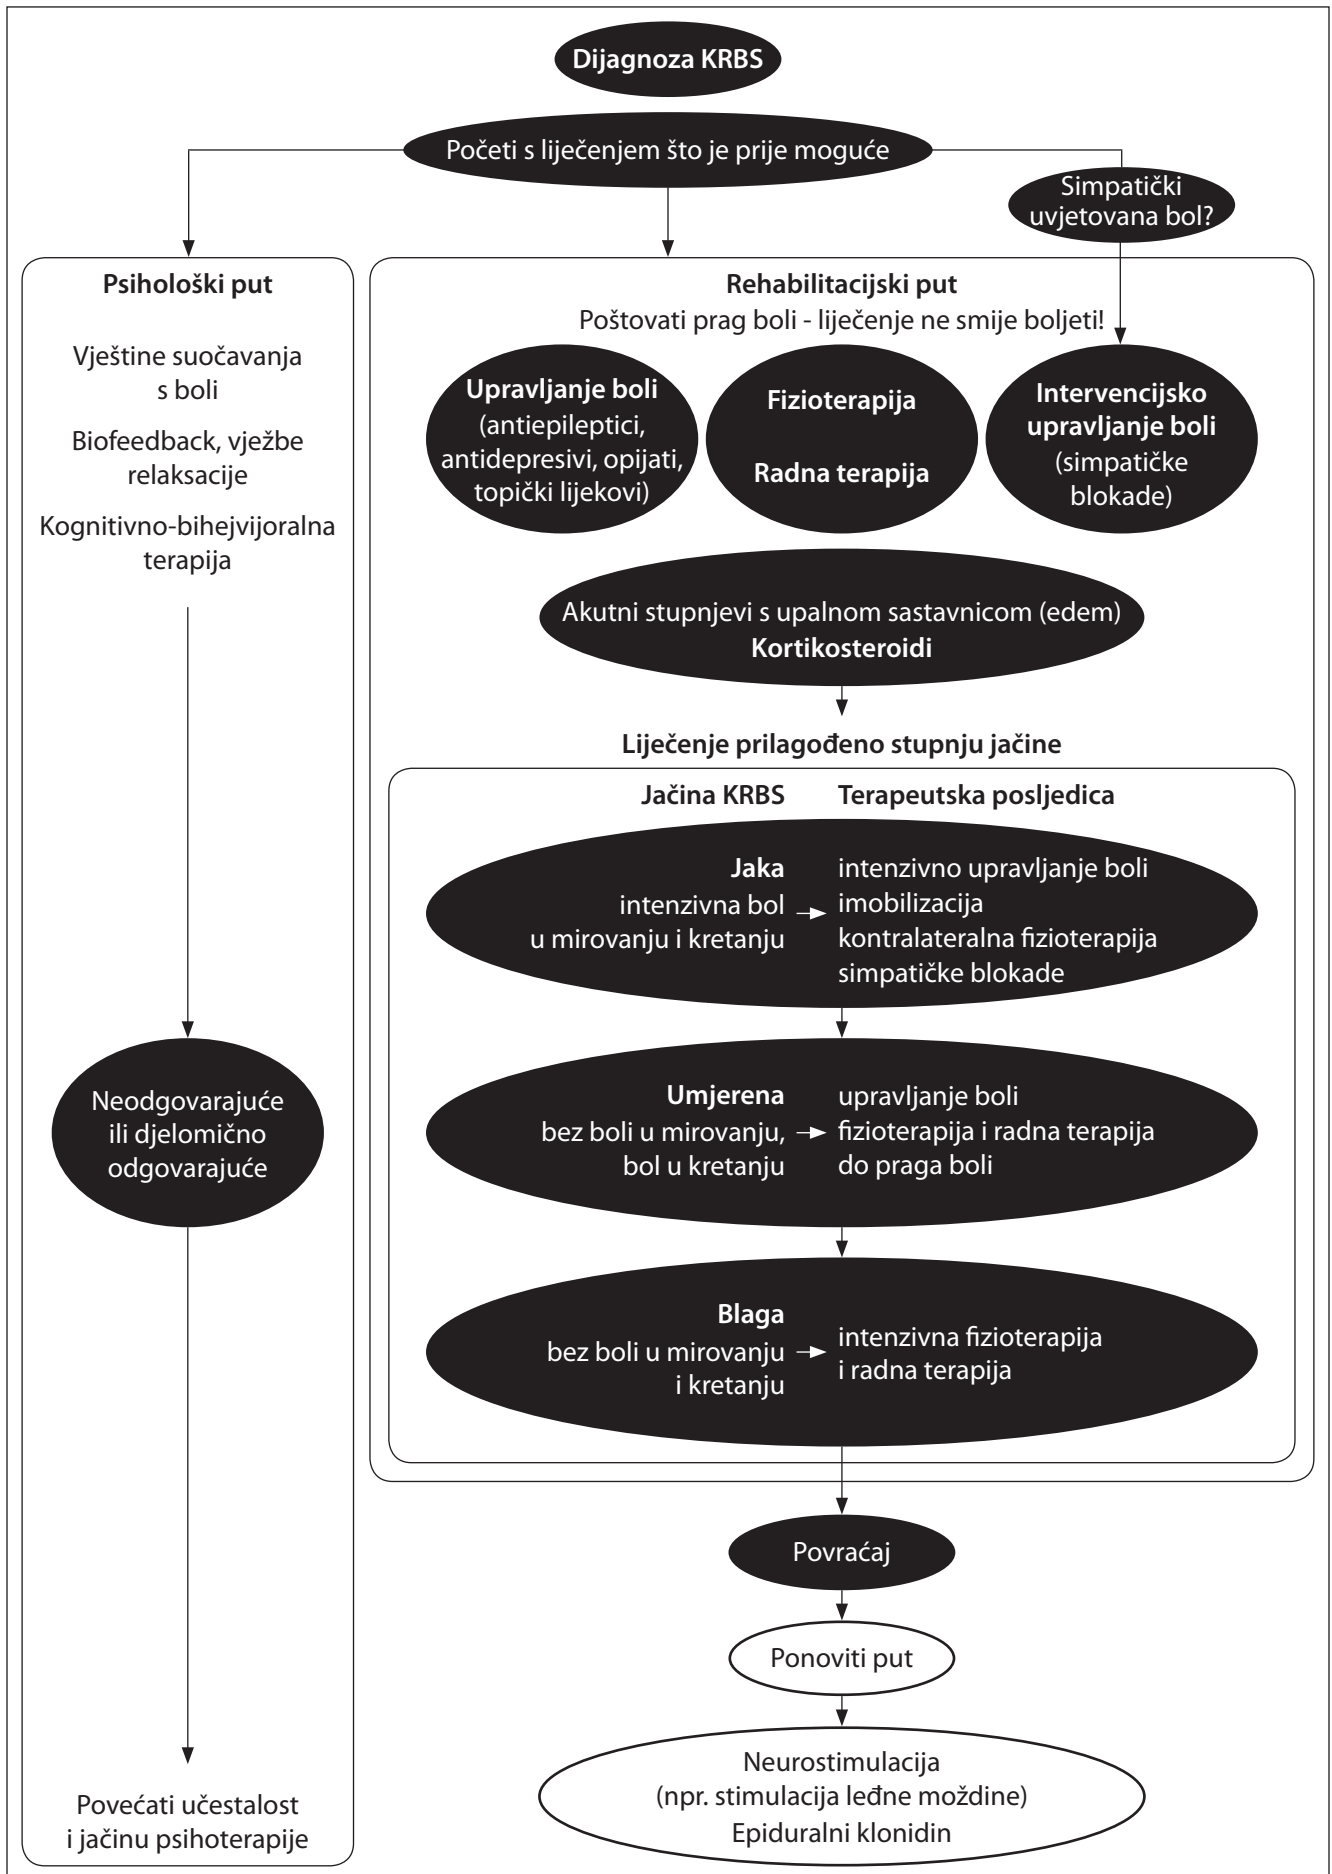 Dijagnoza KRBS
Početi s liječenjem što je prije moguće
Simpatički
uvjetovana bol?
Psihološki put
Vještine suočavanja
s boli
Biofeedback, vježbe
relaksacije
Kognitivno-bihejvijoralna
terapija
Neodgovarajuće
ili djelomično
odgovarajuće
Povećati učestalost
i jačinu psihoterapije
Rehabilitacijski put
Poštovati prag boli - liječenje ne smije boljeti!
Upravljanje boli
(antiepileptici,
antidepresivi, opijati,
topički lijekovi)
Fizioterapija
Radna terapija
Intervencijsko
upravljanje boli
(simpatičke
blokade)
Akutni stupnjevi s upalnom sastavnicom (edem)
Kortikosteroidi
Liječenje prilagođeno stupnju jačine
Jačina KRBS
Terapeutska posljedica
Jaka
intenzivna bol
u mirovanju i kretanju
intenzivno upravljanje boli
imobilizacija
kontralateralna fizioterapija
simpatičke blokade
Umjerena
bez boli u mirovanju,
bol u kretanju
upravljanje boli
fizioterapija i radna terapija
do praga boli
Blaga
bez boli u mirovanju
i kretanju
intenzivna fizioterapija
i radna terapija
Povraćaj
Ponoviti put
Neurostimulacija
(npr. stimulacija leđne moždine)
Epiduralni klonidin